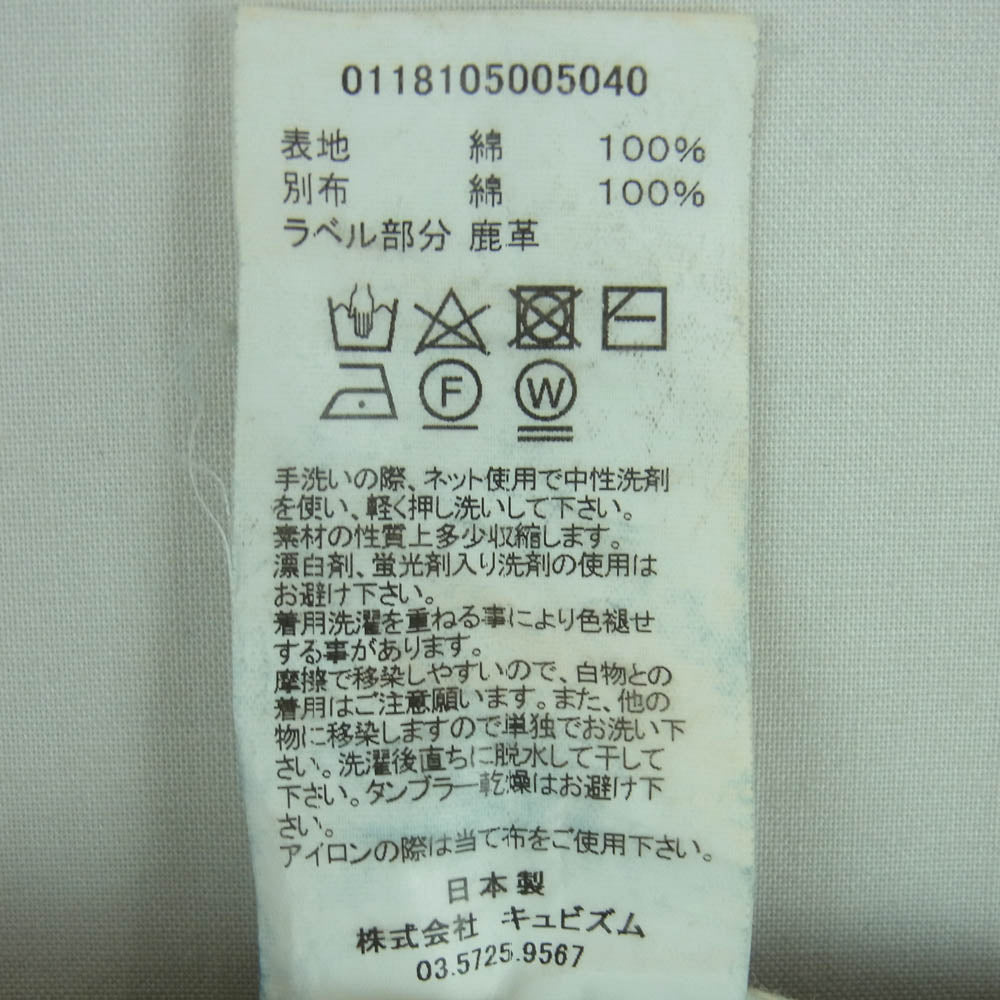 0118105005040
表地 綿 100%
別布 綿 100%
ラベル部分 鹿革
F W
手洗いの際、ネット使用で中性洗剤
を使い、軽く押し洗いして下さい。
素材の性質上多少収縮します。
漂白剤、蛍光剤入り洗剤の使用は
お避け下さい。
着用洗濯を重ねる事により色褪せ
する事があります。
摩擦で移染しやすいので、白物との
着用はご注意願います。また、他の
物に移染しますので単独でお洗い下
さい。洗濯後直ちに脱水して干して
下さい。タンブラー乾燥はお避け下
さい。
アイロンの際は当て布をご使用下さい。
日本製
株式会社 キュビズム
03.5725.9567